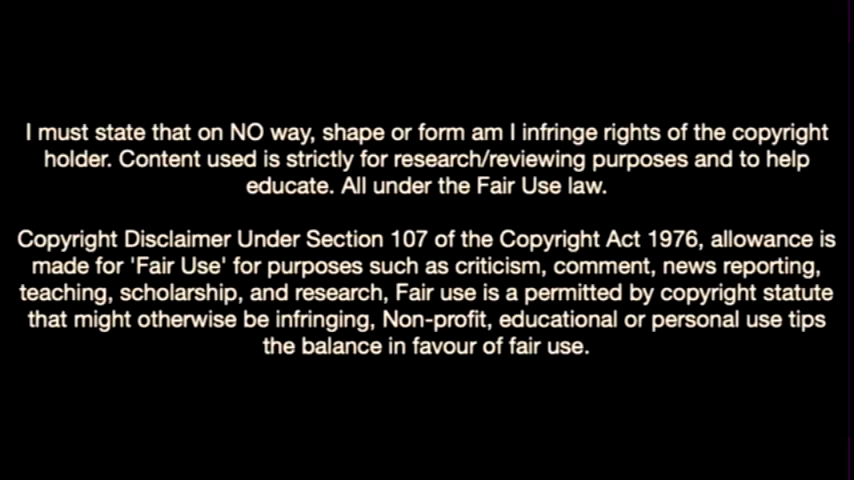 I must state that on NO way, shape or form am I infringe rights of the copyright
holder. Content used is strictly for research/reviewing purposes and to help
educate. All under the Fair Use law.
Copyright Disclaimer Under Section 107 of the Copyright Act 1976, allowance is
made for 'Fair Use' for purposes such as criticism, comment, news reporting,
teaching, scholarship, and research, Fair use is a permitted by copyright statute
that might otherwise be infringing, Non-profit, educational or personal use tips
the balance in favour of fair use.